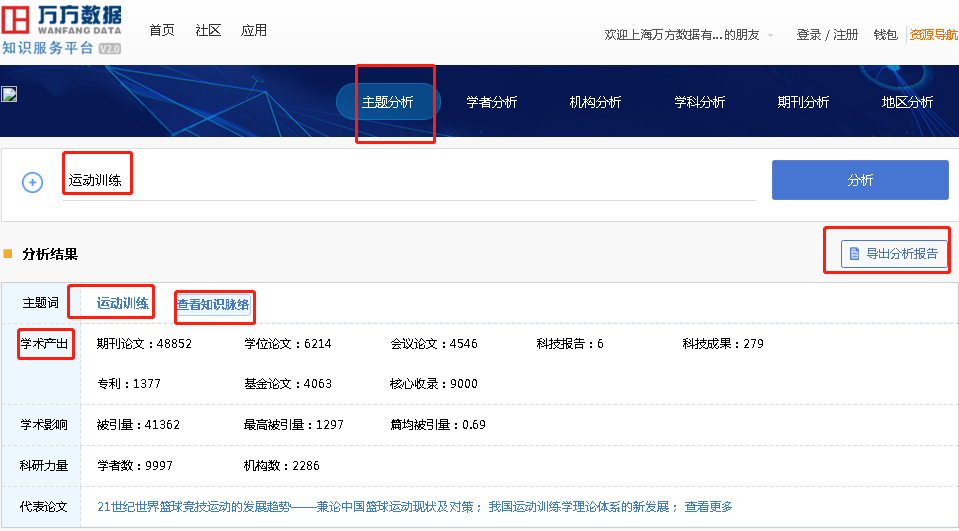 万方数据
WANFANG DATA
知识服务平台 V2.0
首页 社区 应用
欢迎上海万方数据有...的朋友 登录 / 注册 钱包 资源导航
主题分析 学者分析 机构分析 学科分析 期刊分析 地区分析
运动训练 分析
分析结果 导出分析报告
主题词 运动训练 查看知识脉络
学术产出 期刊论文：48852 学位论文：6214 会议论文：4546 科技报告：6 科技成果：279
专利：1377 基金论文：4063 核心收录：9000
学术影响 被引量：41362 最高被引量：1297 篇均被引量：0.69
科研力量 学者数：9997 机构数：2286
代表论文 21世纪世界篮球竞技运动的发展趋势——兼论中国篮球运动现状及对策； 我国运动训练学理论体系的新发展； 查看更多